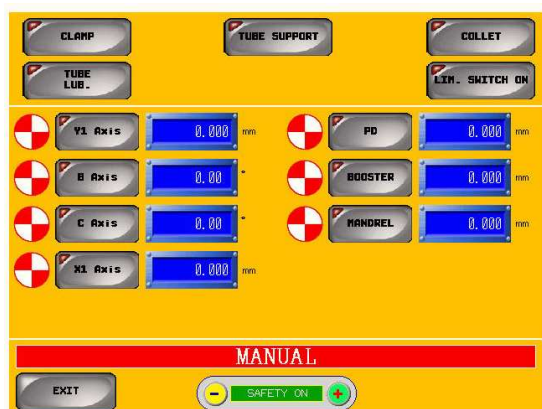 CLAMP
TUBE SUPPORT
COLLET
TUBE
LUB.
LIM. SWITCH ON
Y1 Axis 0.000 mm
PD 0.000 mm
B Axis 0.00 °
BOOSTER 0.000 mm
C Axis 0.00 °
MANDREL 0.000 mm
X1 Axis 0.000 mm
MANUAL
EXIT
- SAFETY ON +